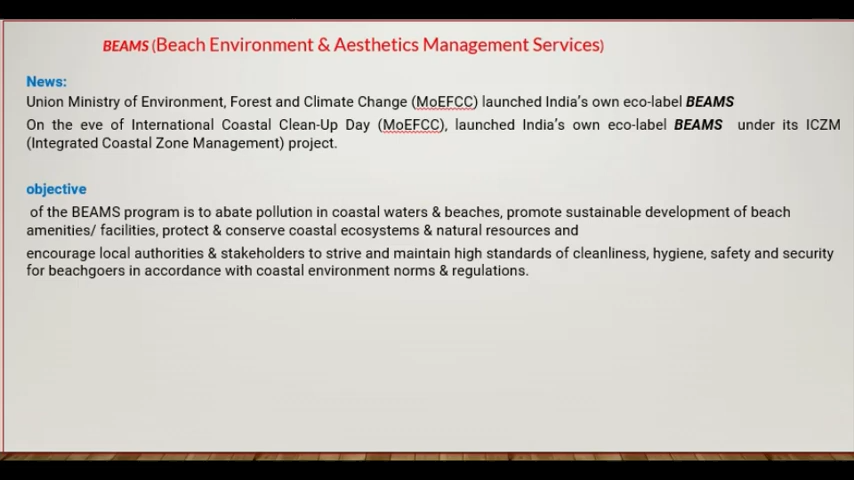 BEAMS (Beach Environment & Aesthetics Management Services)
News:
Union Ministry of Environment, Forest and Climate Change (MoEFCC) launched India's own eco-label BEAMS
On the eve of International Coastal Clean-Up Day (MoEFCC), launched India's own eco-label BEAMS under its ICZM
(Integrated Coastal Zone Management) project.
objective
of the BEAMS program is to abate pollution in coastal waters & beaches, promote sustainable development of beach
amenities/ facilities, protect & conserve coastal ecosystems & natural resources and
encourage local authorities & stakeholders to strive and maintain high standards of cleanliness, hygiene, safety and security
for beachgoers in accordance with coastal environment norms & regulations.